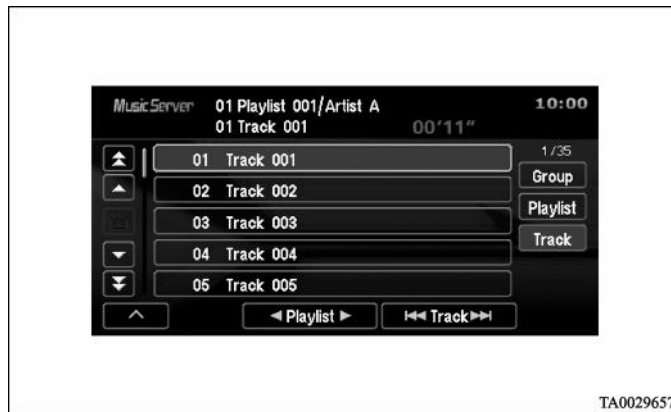 MusicServer 01 Playlist 001/Artist A 10:00
01 Track 001 00'11"
1/35
01 Track 001
Group
02 Track 002
Playlist
03 Track 003
Track
04 Track 004
05 Track 005
◄ Playlist ► I◄◄ Track ►►I
TA0029657